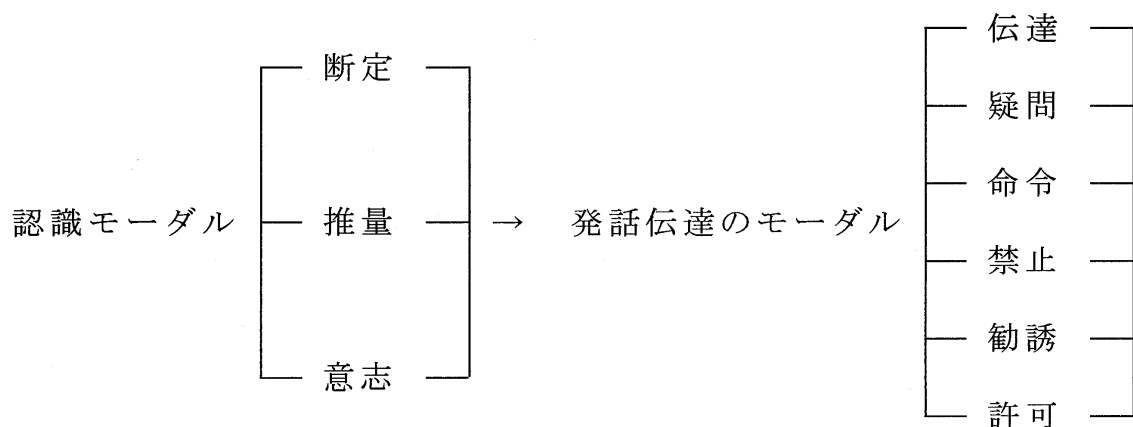 認識モーダル
断定
推量
意志
→
発話伝達のモーダル
伝達
疑問
命令
禁止
勧誘
許可